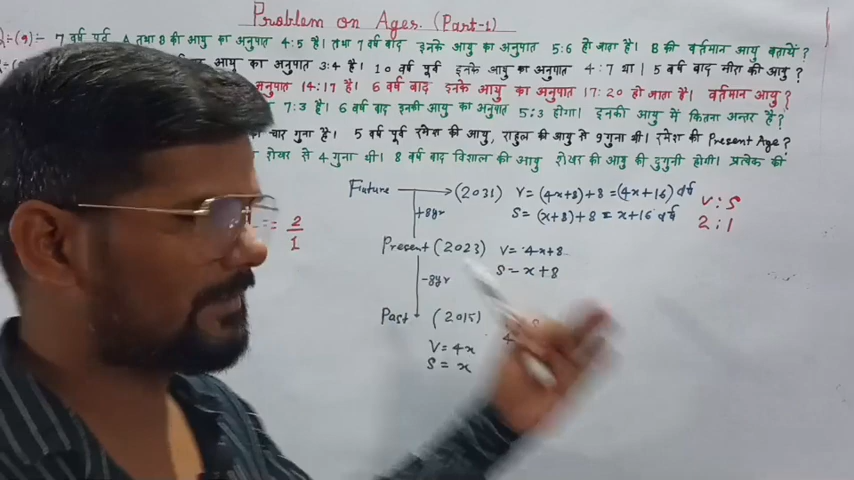 Problem on Ages. (Part-1)
(9):- 7 वर्ष पूर्व A तथा B की आयु का अनुपात 4:5 है। तथा 7 वर्ष बाद इनके आयु का अनुपात 5:6 हो जाता है। B की वर्तमान आयु बतायें?
आयु का अनुपात 3:4 है। 10 वर्ष पूर्व इनके आयु का अनुपात 4:7 था। 5 वर्ष बाद मीरा की आयु?
अनुपात 14:17 है। 6 वर्ष बाद इनके आयु का अनुपात 17:20 हो जाता है। वर्तमान आयु?
7:3 है। 6 वर्ष बाद इनकी आयु का अनुपात 5:3 होगा। इनकी आयु में कितना अन्तर है?
चार गुना है। 5 वर्ष पूर्व रमेश की आयु, राहुल की आयु से 9 गुना थी। रमेश की Present Age?
शेखर से 4 गुना थी। 8 वर्ष बाद विशाल की आयु शेखर की आयु की दुगुनी होगी। प्रत्येक की
Future (2031) V=(4x+8)+8=(4x+16) वर्ष
S=(x+8)+8=x+16 वर्ष
V:S
2:1
+8yr
= 2/1
Present (2023) V=4x+8
S=x+8
-8yr
Past (2015)
V=4x
S=x